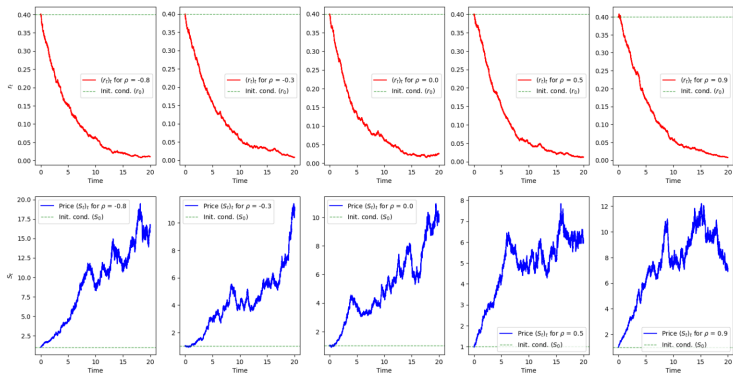 0.40 0.35 0.30 0.25 0.20 0.15 0.10 0.05 0.00
r_t
(r_t)_t for ρ = -0.8
Init. cond. (r_0)
0 5 10 15 20
Time
0.40 0.35 0.30 0.25 0.20 0.15 0.10 0.05 0.00
(r_t)_t for ρ = -0.3
Init. cond. (r_0)
0 5 10 15 20
Time
0.40 0.35 0.30 0.25 0.20 0.15 0.10 0.05 0.00
(r_t)_t for ρ = 0.0
Init. cond. (r_0)
0 5 10 15 20
Time
0.40 0.35 0.30 0.25 0.20 0.15 0.10 0.05 0.00
(r_t)_t for ρ = 0.5
Init. cond. (r_0)
0 5 10 15 20
Time
0.40 0.35 0.30 0.25 0.20 0.15 0.10 0.05 0.00
(r_t)_t for ρ = 0.9
Init. cond. (r_0)
0 5 10 15 20
Time
20.0 17.5 15.0 12.5 10.0 7.5 5.0 2.5
S_t
Price (S_t)_t for ρ = -0.8
Init. cond. (S_0)
0 5 10 15 20
Time
10 8 6 4 2
Price (S_t)_t for ρ = -0.3
Init. cond. (S_0)
0 5 10 15 20
Time
10 8 6 4 2
Price (S_t)_t for ρ = 0.0
Init. cond. (S_0)
0 5 10 15 20
Time
8 7 6 5 4 3 2 1
Price (S_t)_t for ρ = 0.5
Init. cond. (S_0)
0 5 10 15 20
Time
12 10 8 6 4 2
Price (S_t)_t for ρ = 0.9
Init. cond. (S_0)
0 5 10 15 20
Time